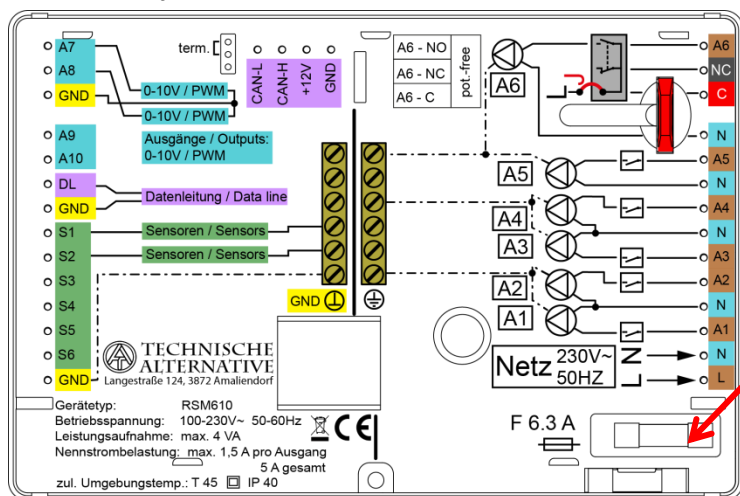 A7
A8
GND
A9
A10
DL
GND
S1
S2
S3
S4
S5
S6
GND
term.
CAN-L
CAN-H
+12V
GND
0-10V / PWM
0-10V / PWM
Ausgänge / Outputs:
0-10V / PWM
Datenleitung / Data line
Sensoren / Sensors
Sensoren / Sensors
GND
A6 - NO
A6 - NC
A6 - C
pot.-free
A6
A5
A4
A3
A2
A1
A6
NC
C
N
A5
N
A4
N
A3
A2
N
A1
N
L
L
Netz 230V~
50HZ
L N
TECHNISCHE
ALTERNATIVE
Langestraße 124, 3872 Amaliendorf
Gerätetyp: RSM610
Betriebsspannung: 100-230V~ 50-60Hz
Leistungsaufnahme: max. 4 VA
Nennstrombelastung: max. 1,5 A pro Ausgang
5 A gesamt
zul. Umgebungstemp.: T 45 IP 40
CE
F 6.3 A